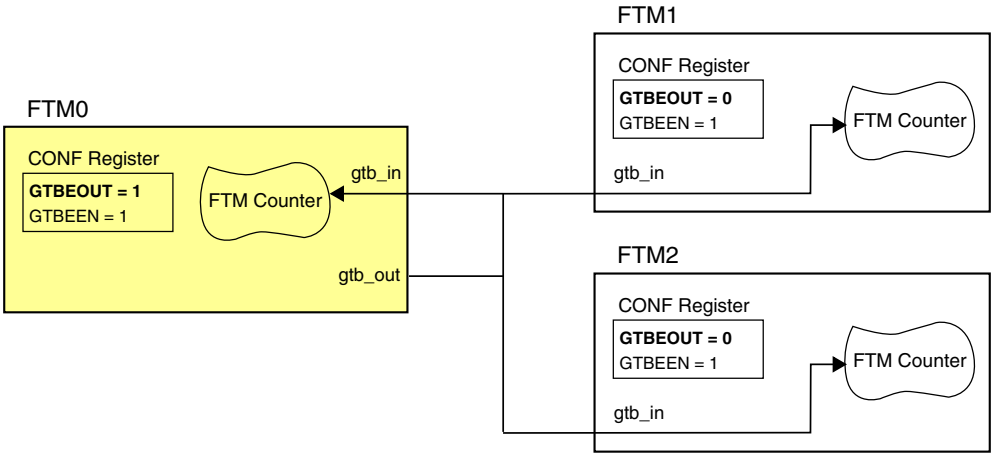 FTM1
CONF Register
GTBEOUT = 0
GTBEEN = 1
FTM Counter
gtb_in
FTM0
CONF Register
GTBEOUT = 1
GTBEEN = 1
FTM Counter
gtb_in
gtb_out
FTM2
CONF Register
GTBEOUT = 0
GTBEEN = 1
FTM Counter
gtb_in